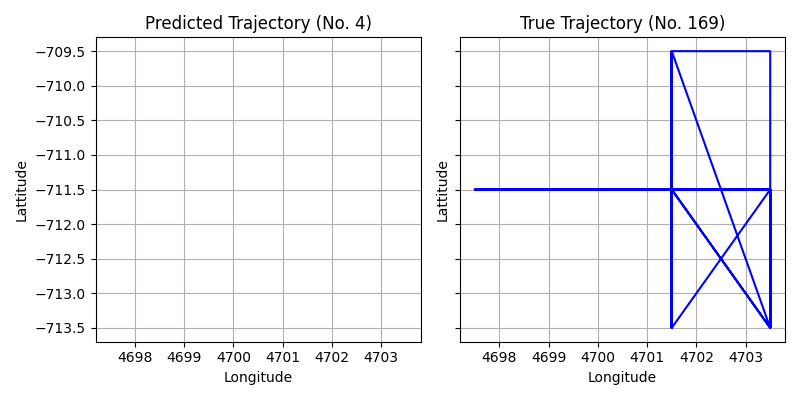 Predicted Trajectory (No. 4)
−709.5
−710.0
−710.5
−711.0
−711.5
−712.0
−712.5
−713.0
−713.5
Lattitude
4698 4699 4700 4701 4702 4703
Longitude
True Trajectory (No. 169)
Lattitude
4698 4699 4700 4701 4702 4703
Longitude